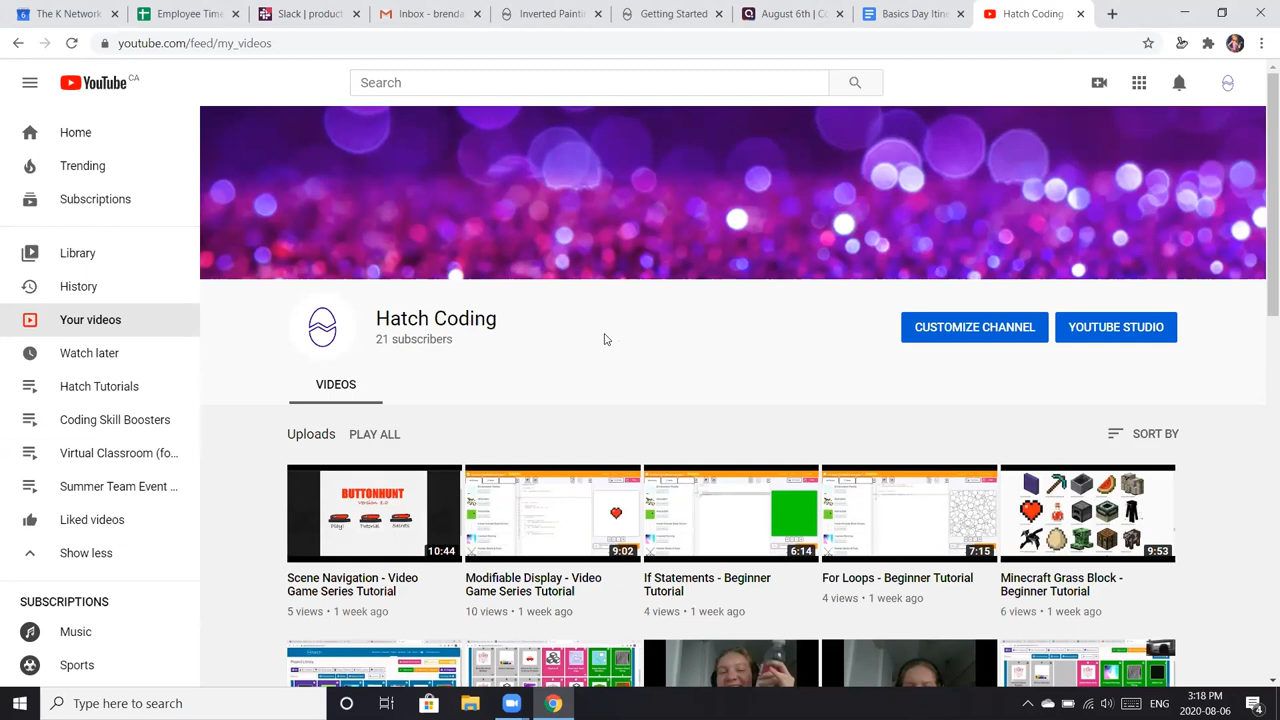 The K Network
Employee Time
Slack | product
Inbox - bren
Inverted Pain
Getting Started
August 6th | C
Basics Day Itine
Hatch Coding
youtube.com/feed/my_videos
YouTube CA
Search
Home
Trending
Subscriptions
Library
History
Your videos
Watch later
Hatch Tutorials
Coding Skill Boosters
Virtual Classroom (fo...
Summer Team Event ...
Liked videos
Show less
SUBSCRIPTIONS
Music
Sports
Hatch Coding
21 subscribers
CUSTOMIZE CHANNEL
YOUTUBE STUDIO
VIDEOS
Uploads PLAY ALL
SORT BY
BUTTONHUNT
10:44
9:02
6:14
7:15
9:53
Scene Navigation - Video
Game Series Tutorial
5 views • 1 week ago
Modifiable Display - Video
Game Series Tutorial
10 views • 1 week ago
If Statements - Beginner
Tutorial
4 views • 1 week ago
For Loops - Beginner Tutorial
4 views • 1 week ago
Minecraft Grass Block -
Beginner Tutorial
6 views • 1 week ago
Type here to search
ENG
3:18 PM
2020-08-06